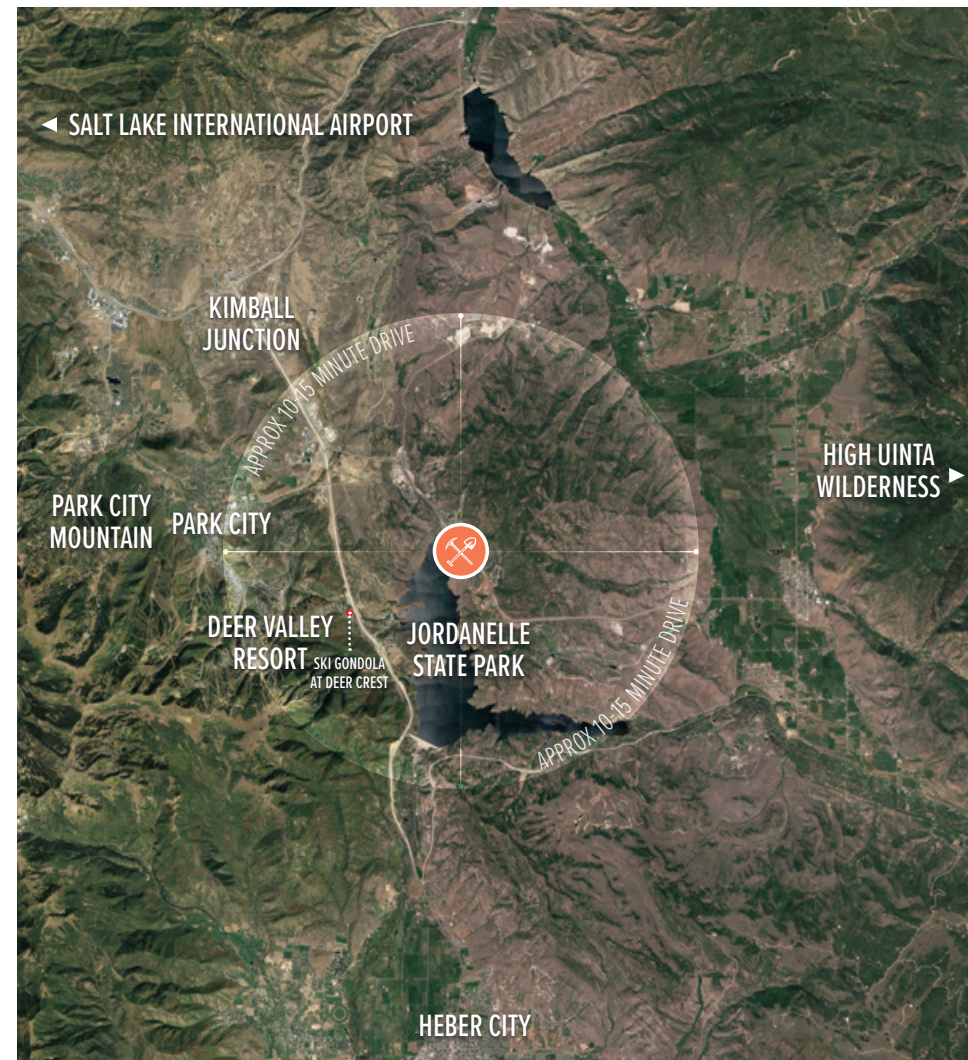 SALT LAKE INTERNATIONAL AIRPORT
KIMBALL
JUNCTION
APPROX 10-15 MINUTE DRIVE
HIGH UINTA
WILDERNESS
PARK CITY
MOUNTAIN
PARK CITY
DEER VALLEY
RESORT
SKI GONDOLA
AT DEER CREST
JORDANELLE
STATE PARK
APPROX 10-15 MINUTE DRIVE
HEBER CITY